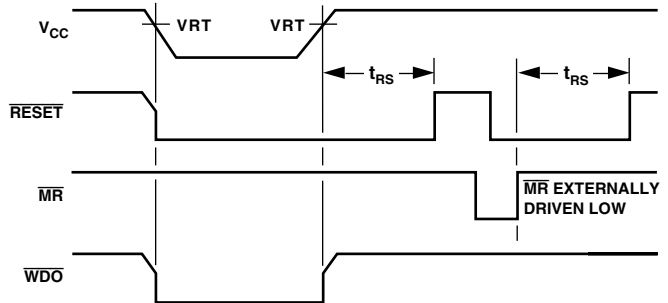 VCC
VRT
VRT
tRS
tRS
RESET
MR
MR EXTERNALLY
DRIVEN LOW
WDO